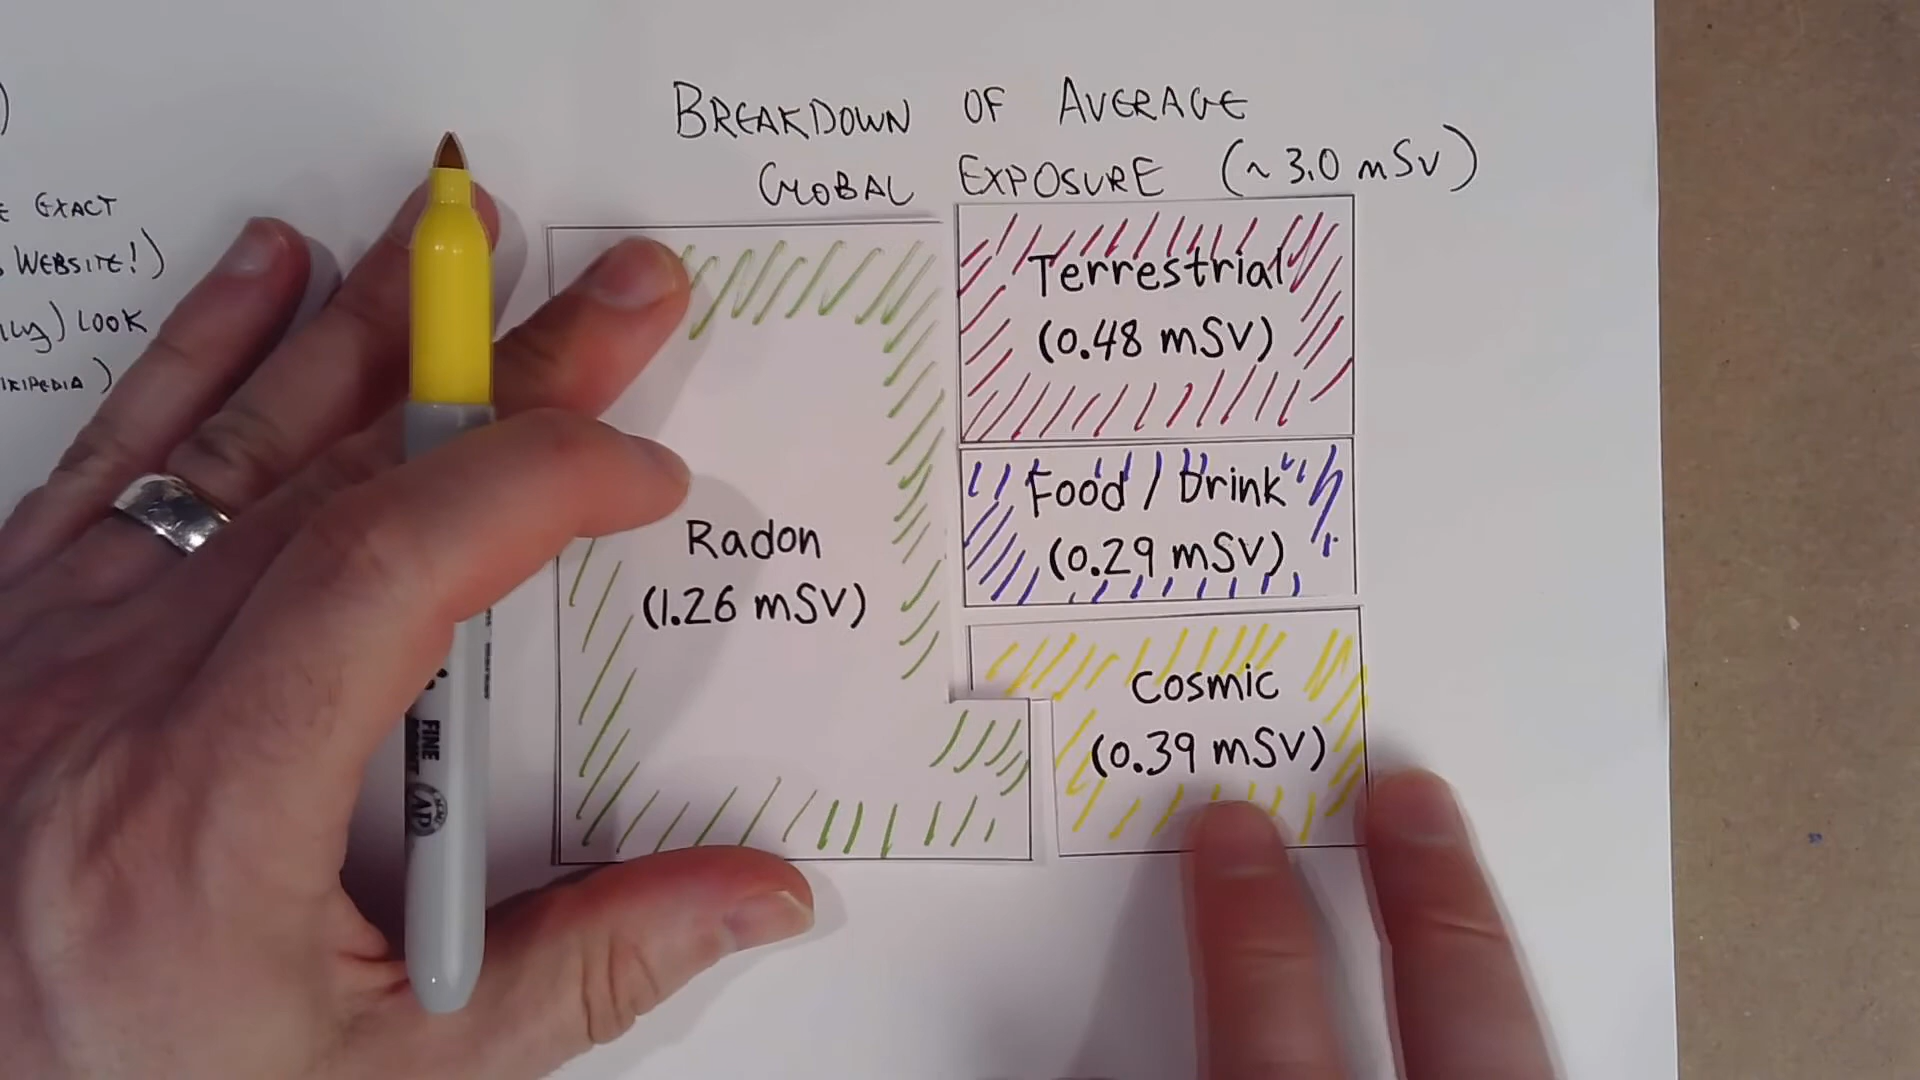 BREAKDOWN OF AVERAGE
GLOBAL EXPOSURE (~ 3.0 mSv)
EXACT
WEBSITE!)
LOOK
Terrestrial
(0.48 mSV)
Food / Drink
(0.29 mSV)
Radon
(1.26 mSV)
Cosmic
(0.39 mSV)
FINE
AP